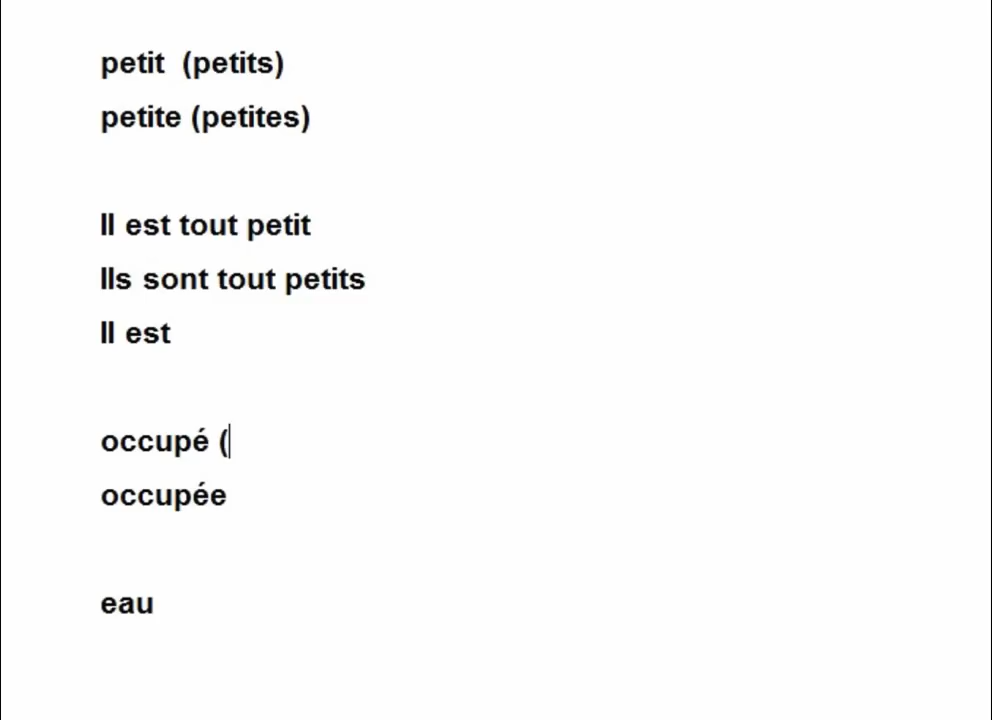 petit  (petits)
petite (petites)
Il est tout petit
Ils sont tout petits
Il est
occupé (
occupée
eau